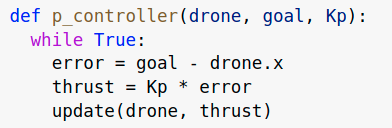 def p_controller(drone, goal, Kp):
  while True:
    error = goal - drone.x
    thrust = Kp * error
    update(drone, thrust)